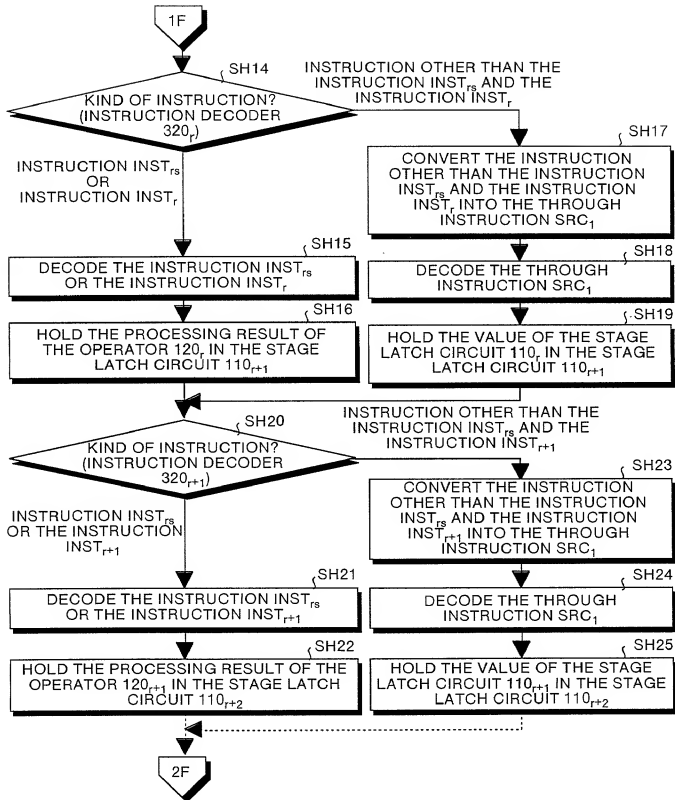 1F
SH14
KIND OF INSTRUCTION?
(INSTRUCTION DECODER
320r)
INSTRUCTION OTHER THAN THE
INSTRUCTION INSTrs AND THE
INSTRUCTION INSTr
INSTRUCTION INSTrs
OR
INSTRUCTION INSTr
SH17
CONVERT THE INSTRUCTION
OTHER THAN THE INSTRUCTION
INSTrs AND THE INSTRUCTION
INSTr INTO THE THROUGH
INSTRUCTION SRC1
SH15
DECODE THE INSTRUCTION INSTrs
OR THE INSTRUCTION INSTr
SH18
DECODE THE THROUGH
INSTRUCTION SRC1
SH16
HOLD THE PROCESSING RESULT OF
THE OPERATOR 120r IN THE STAGE
LATCH CIRCUIT 110r+1
SH19
HOLD THE VALUE OF THE STAGE
LATCH CIRCUIT 110r IN THE STAGE
LATCH CIRCUIT 110r+1
SH20
KIND OF INSTRUCTION?
(INSTRUCTION DECODER
320r+1)
INSTRUCTION OTHER THAN THE
INSTRUCTION INSTrs AND THE
INSTRUCTION INSTr+1
INSTRUCTION INSTrs
OR THE INSTRUCTION
INSTr+1
SH23
CONVERT THE INSTRUCTION
OTHER THAN THE INSTRUCTION
INSTrs AND THE INSTRUCTION
INSTr+1 INTO THE THROUGH
INSTRUCTION SRC1
SH21
DECODE THE INSTRUCTION INSTrs
OR THE INSTRUCTION INSTr+1
SH24
DECODE THE THROUGH
INSTRUCTION SRC1
SH22
HOLD THE PROCESSING RESULT OF THE
OPERATOR 120r+1 IN THE STAGE LATCH
CIRCUIT 110r+2
SH25
HOLD THE VALUE OF THE STAGE
LATCH CIRCUIT 110r+1 IN THE STAGE
LATCH CIRCUIT 110r+2
2F